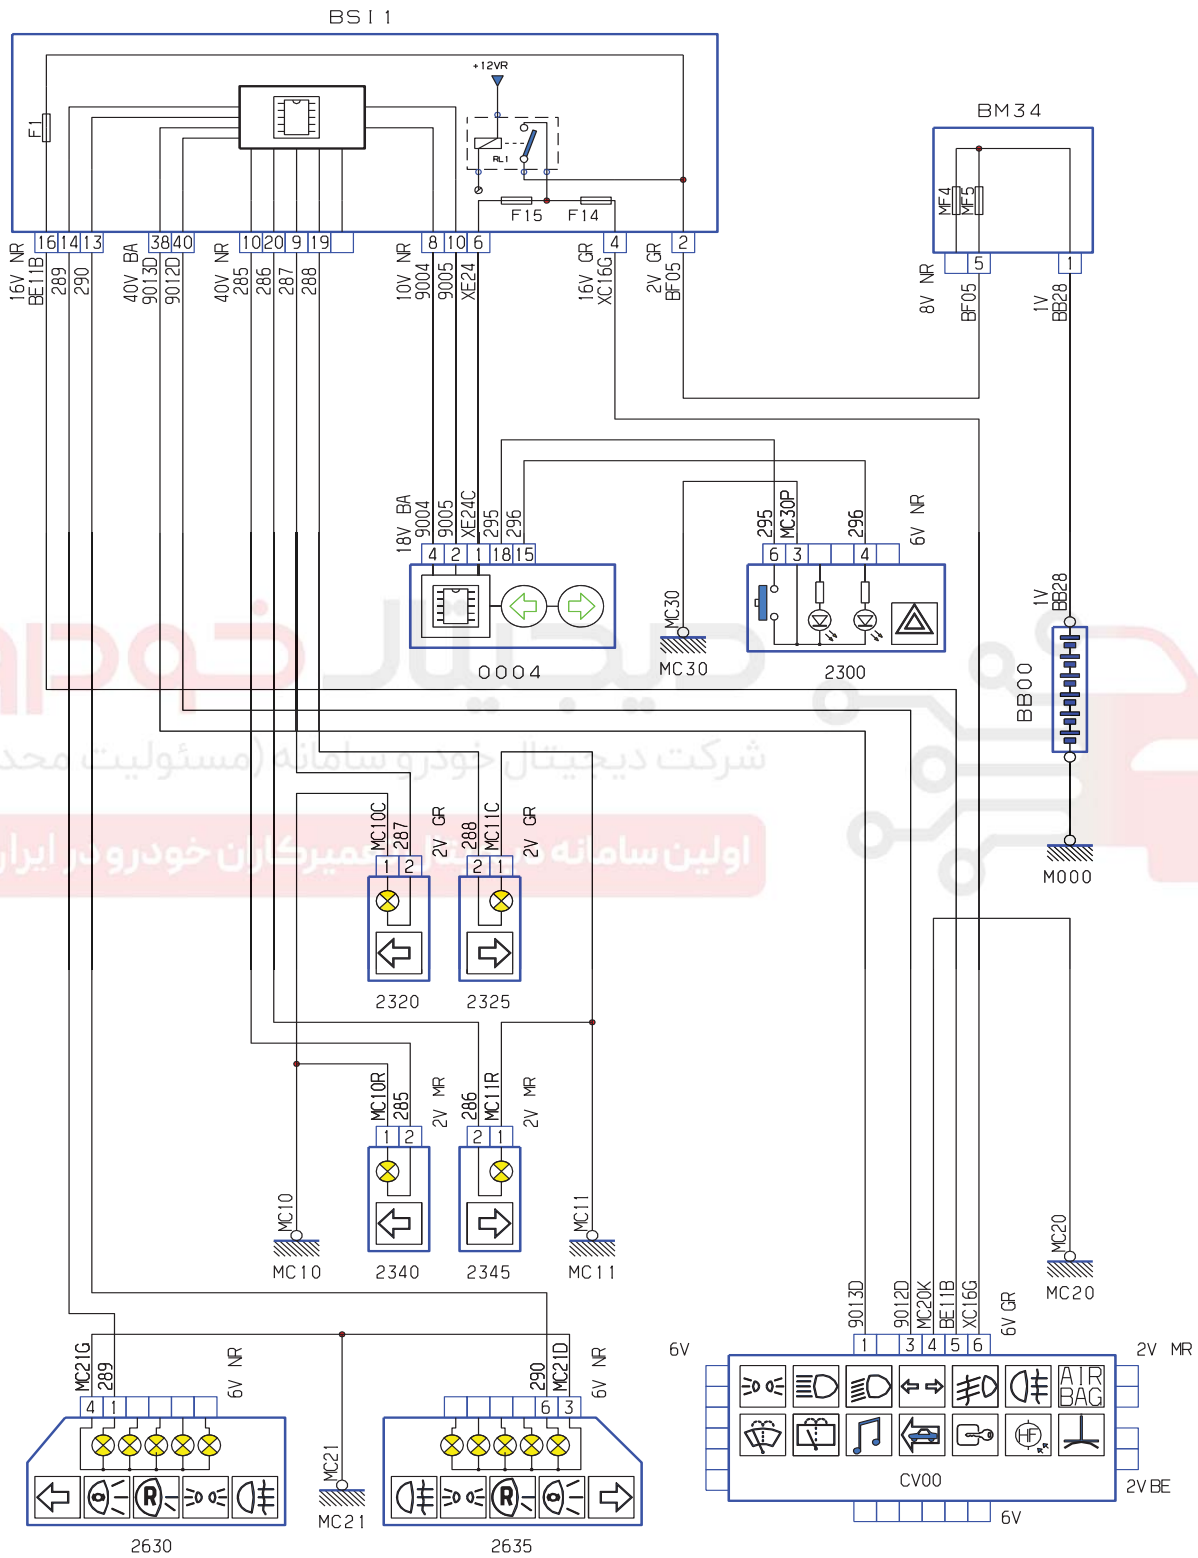 BSI1
+12VR
BM34
F1
RL1
F15
F14
MF4
MF5
16
14
13
38
40
10
20
9
19
8
10
6
4
2
5
1
16V NR
BE11B
289
290
40V BA
9013D
9012D
40V NR
285
286
287
288
10V NR
9004
9005
XE24
16V GR
XC16G
2V GR
BF05
8V NR
BF05
1V
BB28
18V BA
9004
9005
XE24C
295
296
295
MC30P
296
6V NR
4
2
1
18
15
6
3
4
1V
BB28
MC30
MC30
0004
2300
BB00
دیجیتال خودرو
شرکت دیجیتال خودرو سامانه (مسئولیت محد
اولین سامانه دیجیتال تعمیرکاران خودرو در ایران
MC10C
287
2V GR
288
MC11C
2V GR
1
2
2
1
M000
2320
2325
MC10R
285
2V MR
286
MC11R
2V MR
1
2
2
1
MC10
MC11
MC20
MC10
2340
2345
MC11
MC20
9013D
9012D
MC20K
BE11B
XC16G
6V GR
MC21G
289
6V NR
290
MC21D
6V NR
6V
1
3
4
5
6
2V MR
4
1
6
3
AIR
BAG
R
R
HF
MC21
MC21
CV00
2V BE
6V
2630
2635